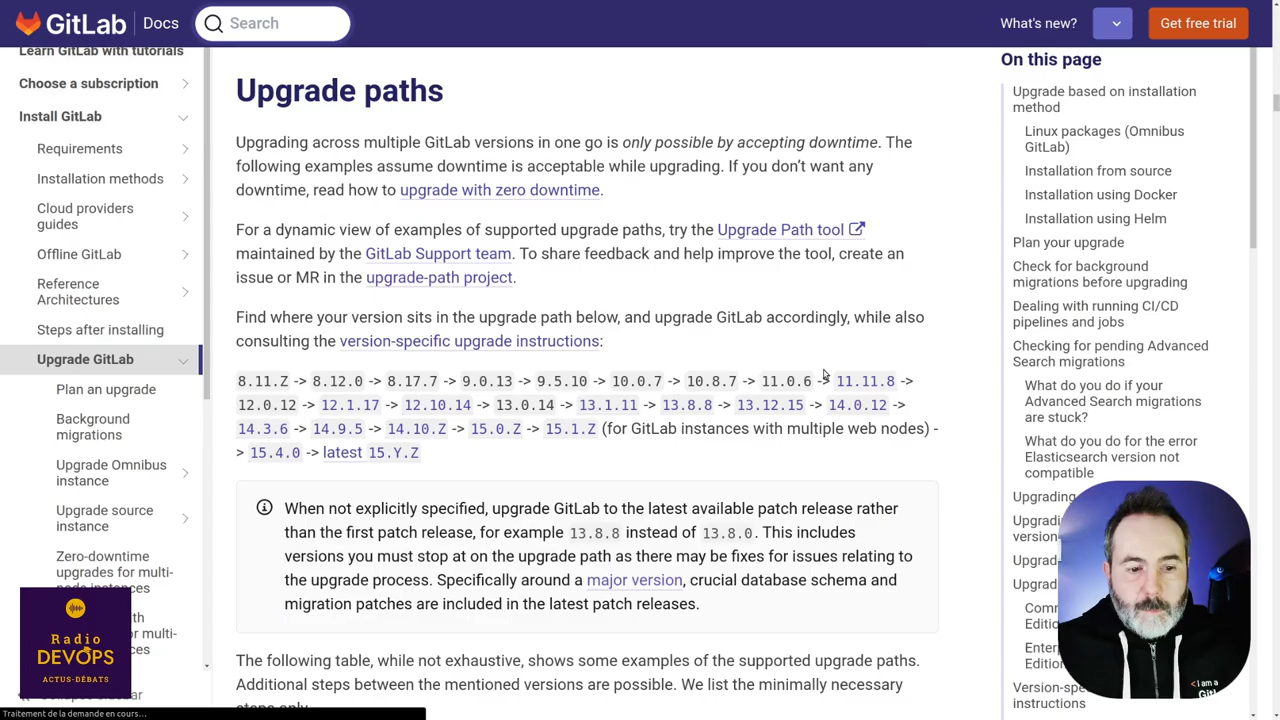 GitLab Docs Search What's new? Get free trial
Learn GitLab with tutorials
Choose a subscription
Install GitLab
Requirements
Installation methods
Cloud providers
guides
Offline GitLab
Reference
Architectures
Steps after installing
Upgrade GitLab
Plan an upgrade
Background
migrations
Upgrade Omnibus
instance
Upgrade source
instance
Zero-downtime
upgrades for multi-
Radio
DEVOPS
ACTUS-DÉBATS
Traitement de la demande en cours…
Upgrade paths
Upgrading across multiple GitLab versions in one go is only possible by accepting downtime. The
following examples assume downtime is acceptable while upgrading. If you don't want any
downtime, read how to upgrade with zero downtime.
For a dynamic view of examples of supported upgrade paths, try the Upgrade Path tool
maintained by the GitLab Support team. To share feedback and help improve the tool, create an
issue or MR in the upgrade-path project.
Find where your version sits in the upgrade path below, and upgrade GitLab accordingly, while also
consulting the version-specific upgrade instructions:
8.11.Z -> 8.12.0 -> 8.17.7 -> 9.0.13 -> 9.5.10 -> 10.0.7 -> 10.8.7 -> 11.0.6 -> 11.11.8 ->
12.0.12 -> 12.1.17 -> 12.10.14 -> 13.0.14 -> 13.1.11 -> 13.8.8 -> 13.12.15 -> 14.0.12 ->
14.3.6 -> 14.9.5 -> 14.10.Z -> 15.0.Z -> 15.1.Z (for GitLab instances with multiple web nodes) -
> 15.4.0 -> latest 15.Y.Z
When not explicitly specified, upgrade GitLab to the latest available patch release rather
than the first patch release, for example 13.8.8 instead of 13.8.0. This includes
versions you must stop at on the upgrade path as there may be fixes for issues relating to
the upgrade process. Specifically around a major version, crucial database schema and
migration patches are included in the latest patch releases.
The following table, while not exhaustive, shows some examples of the supported upgrade paths.
Additional steps between the mentioned versions are possible. We list the minimally necessary
steps only.
On this page
Upgrade based on installation
method
Linux packages (Omnibus
GitLab)
Installation from source
Installation using Docker
Installation using Helm
Plan your upgrade
Check for background
migrations before upgrading
Dealing with running CI/CD
pipelines and jobs
Checking for pending Advanced
Search migrations
What do you do if your
Advanced Search migrations
are stuck?
What do you do for the error
Elasticsearch version not
compatible
Upgrading
version-
instructions